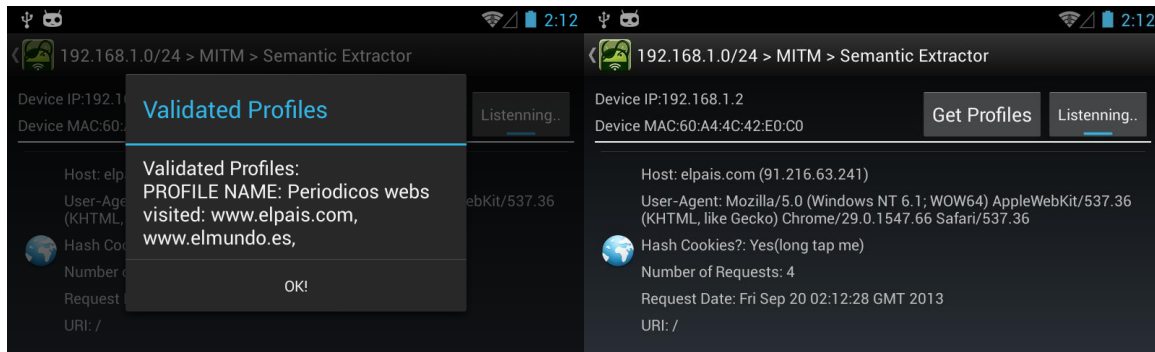 2:12
192.168.1.0/24 > MITM > Semantic Extractor
Device IP:192.1
Device MAC:60:
Listenning..
Validated Profiles
Validated Profiles:
PROFILE NAME: Periodicos webs
visited: www.elpais.com,
www.elmundo.es,
OK!
Host: elp
User-Age
ebKit/537.36
(KHTML,
Hash Coo
Number o
Request
URI: /
2:12
192.168.1.0/24 > MITM > Semantic Extractor
Device IP:192.168.1.2
Device MAC:60:A4:4C:42:E0:C0
Get Profiles
Listenning..
Host: elpais.com (91.216.63.241)
User-Agent: Mozilla/5.0 (Windows NT 6.1; WOW64) AppleWebKit/537.36
(KHTML, like Gecko) Chrome/29.0.1547.66 Safari/537.36
Hash Cookies?: Yes(long tap me)
Number of Requests: 4
Request Date: Fri Sep 20 02:12:28 GMT 2013
URI: /